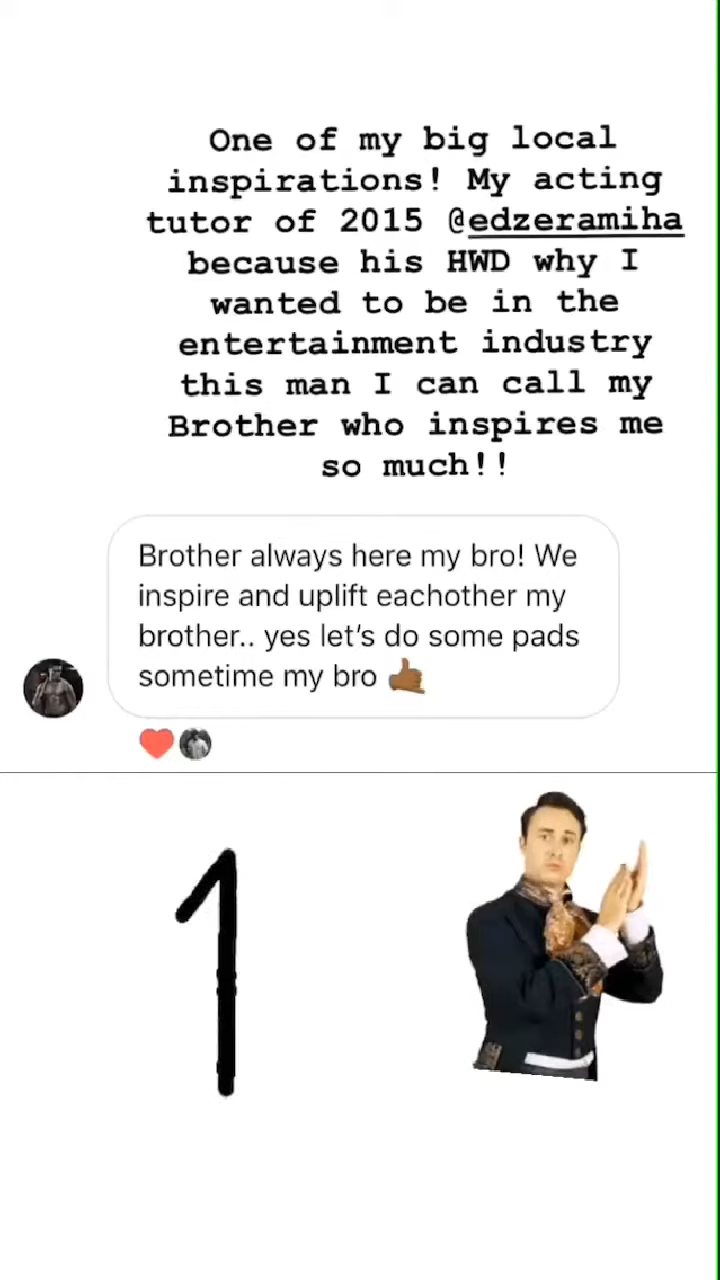 One of my big local
inspirations! My acting
tutor of 2015 @edzeramiha
because his HWD why I
wanted to be in the
entertainment industry
this man I can call my
Brother who inspires me
so much!!
Brother always here my bro! We
inspire and uplift eachother my
brother.. yes let's do some pads
sometime my bro 🤙🏾
1